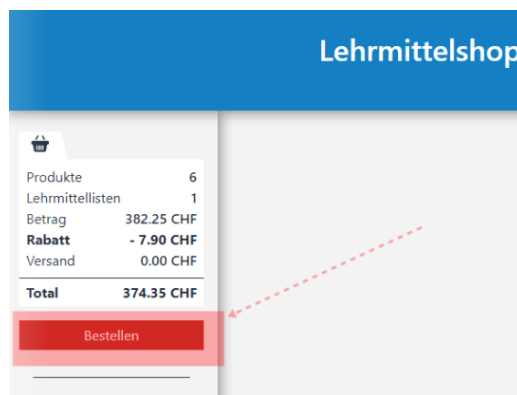 Lehrmittelshop
Produkte 6
Lehrmittellisten 1
Betrag 382.25 CHF
Rabatt - 7.90 CHF
Versand 0.00 CHF
Total 374.35 CHF
Bestellen